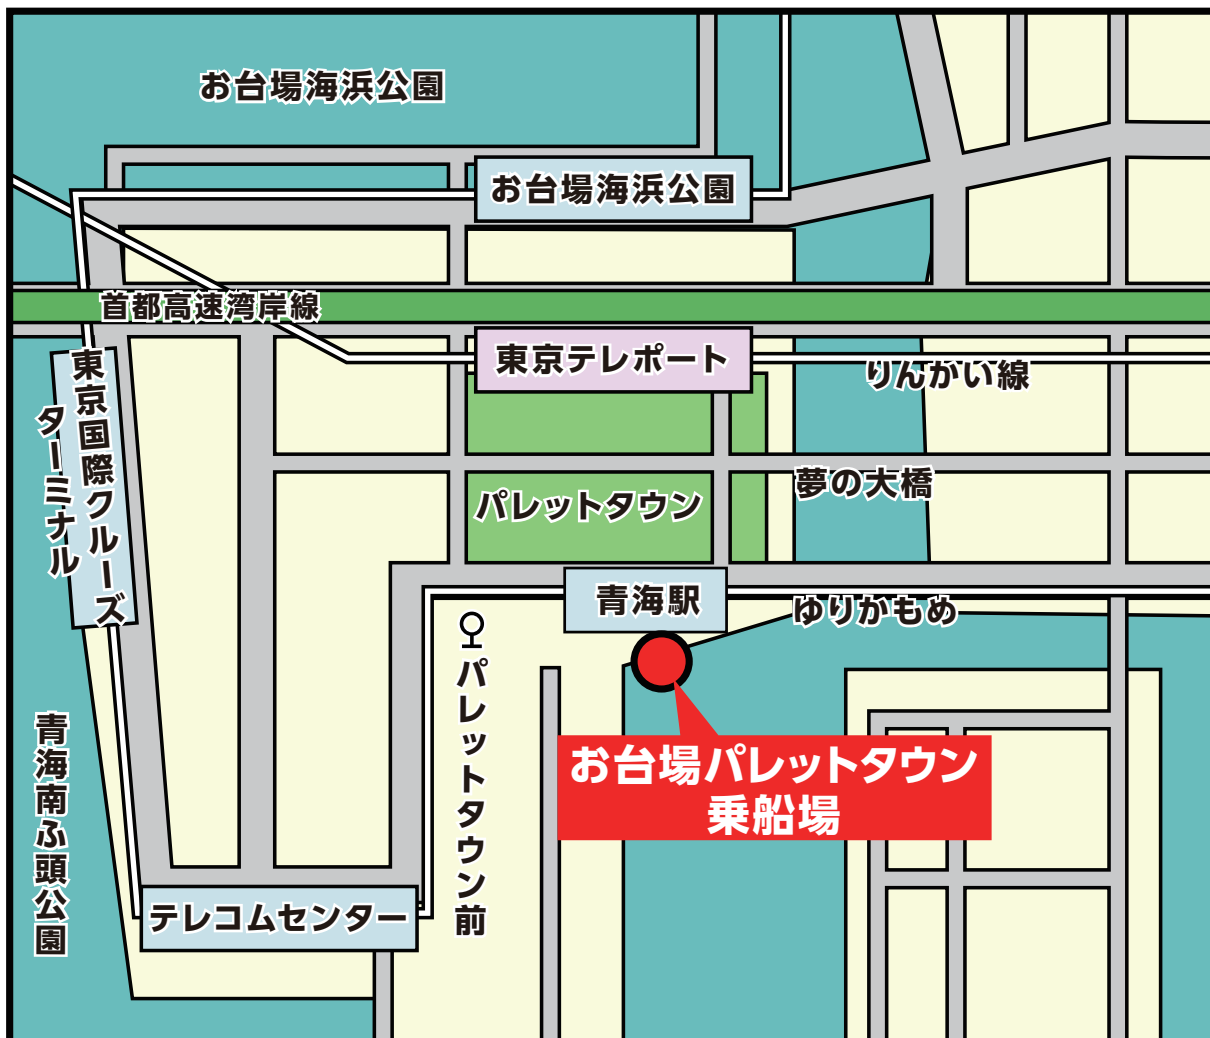 お台場海浜公園
お台場海浜公園
首都高速湾岸線
東京テレポート
りんかい線
東京国際クルーズ
ターミナル
パレットタウン
夢の大橋
青海駅
ゆりかもめ
パレットタウン前
青海南ふ頭公園
お台場パレットタウン
乗船場
テレコムセンター